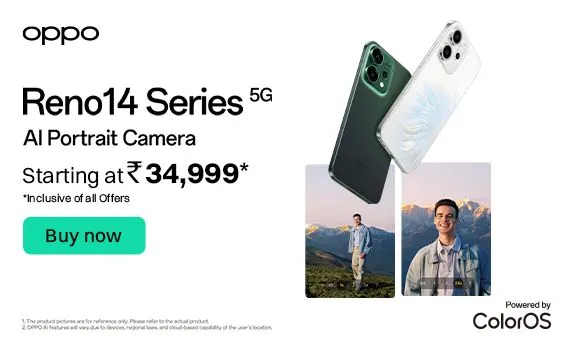 oppo
Reno14 Series 5G
AI Portrait Camera
Starting at ₹34,999*
*Inclusive of all Offers
Buy now
1. The product pictures are for reference only. Please refer to the actual product.
2. OPPO AI features will vary due to devices, regional laws, and cloud-based capability of the user's location.
Powered by
ColorOS